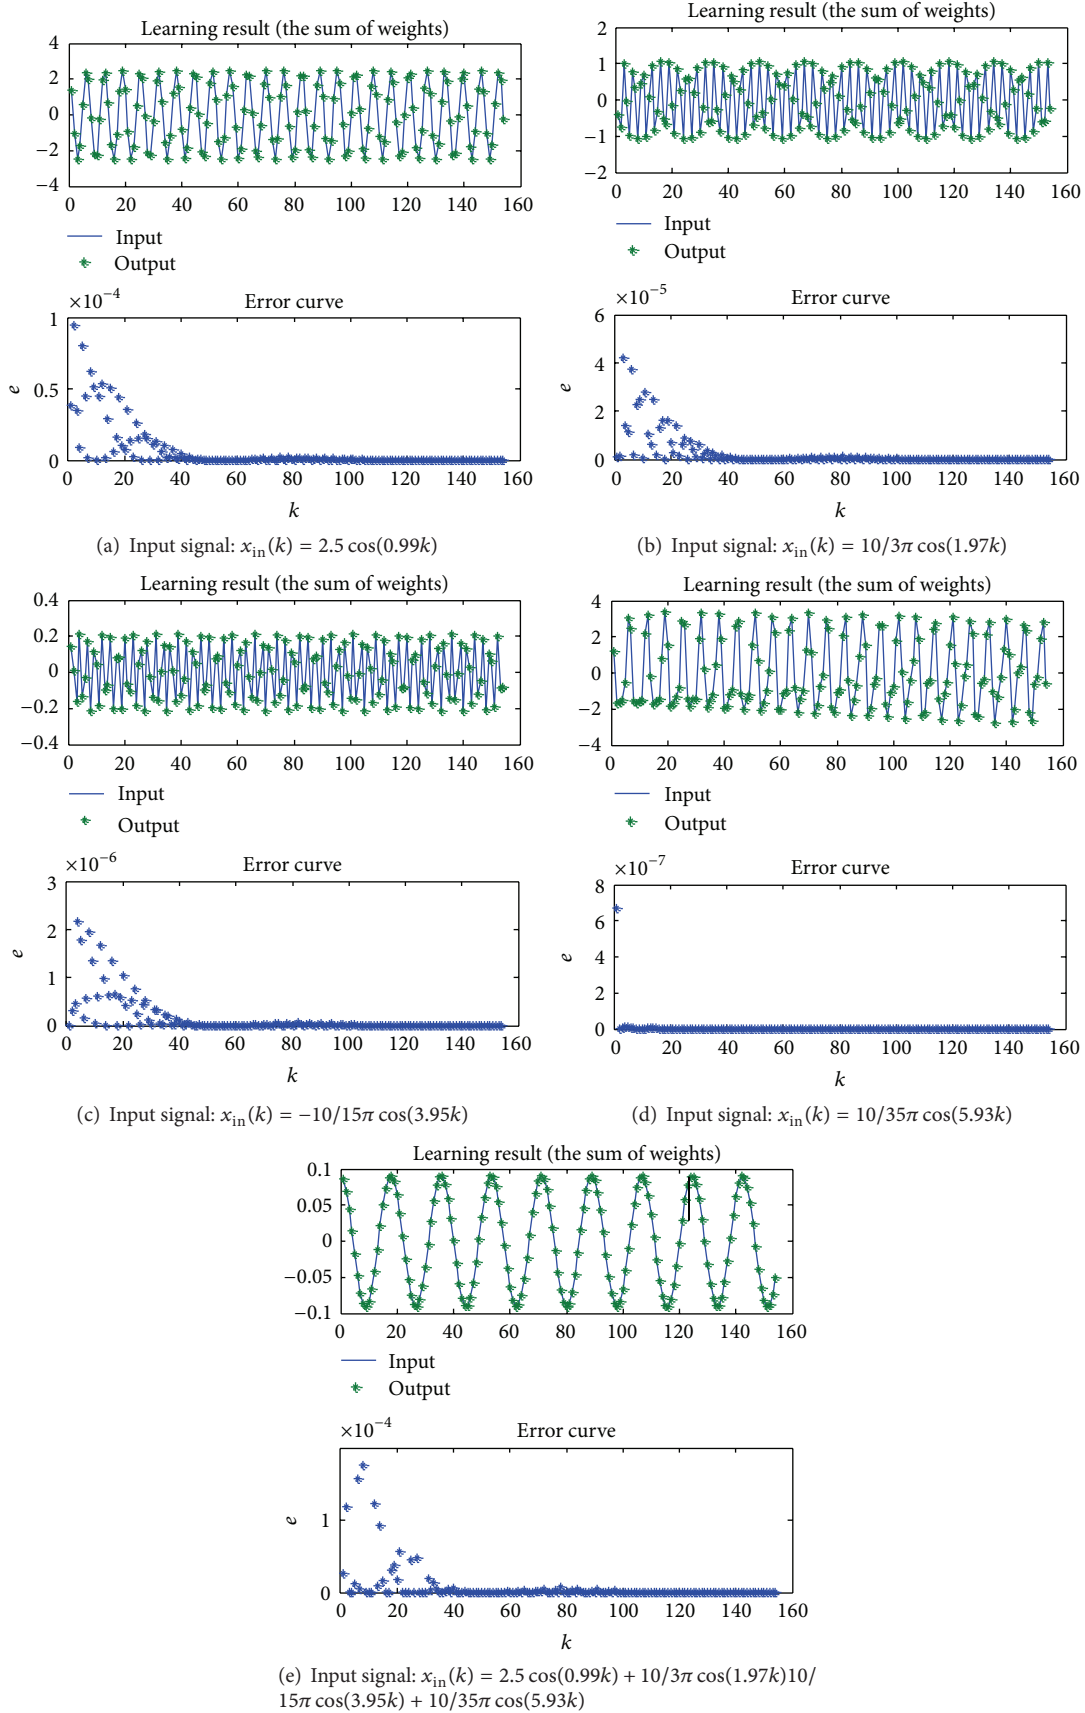 Learning result (the sum of weights)
4
2
0
−2
−4
0 20 40 60 80 100 120 140 160
Input
Output
×10−4
Error curve
1
0.5
0
e
0 20 40 60 80 100 120 140 160
k
(a) Input signal: xin(k) = 2.5 cos(0.99k)
Learning result (the sum of weights)
2
1
0
−1
−2
0 20 40 60 80 100 120 140 160
Input
Output
×10−5
Error curve
6
4
2
0
e
0 20 40 60 80 100 120 140 160
k
(b) Input signal: xin(k) = 10/3π cos(1.97k)
Learning result (the sum of weights)
0.4
0.2
0
−0.2
−0.4
0 20 40 60 80 100 120 140 160
Input
Output
×10−6
Error curve
3
2
1
0
e
0 20 40 60 80 100 120 140 160
k
(c) Input signal: xin(k) = −10/15π cos(3.95k)
Learning result (the sum of weights)
4
2
0
−2
−4
0 20 40 60 80 100 120 140 160
Input
Output
×10−7
Error curve
8
6
4
2
0
e
0 20 40 60 80 100 120 140 160
k
(d) Input signal: xin(k) = 10/35π cos(5.93k)
Learning result (the sum of weights)
0.1
0.05
0
−0.05
−0.1
0 20 40 60 80 100 120 140 160
Input
Output
×10−4
Error curve
1
0
e
0 20 40 60 80 100 120 140 160
k
(e) Input signal: xin(k) = 2.5 cos(0.99k) + 10/3π cos(1.97k)10/
15π cos(3.95k) + 10/35π cos(5.93k)